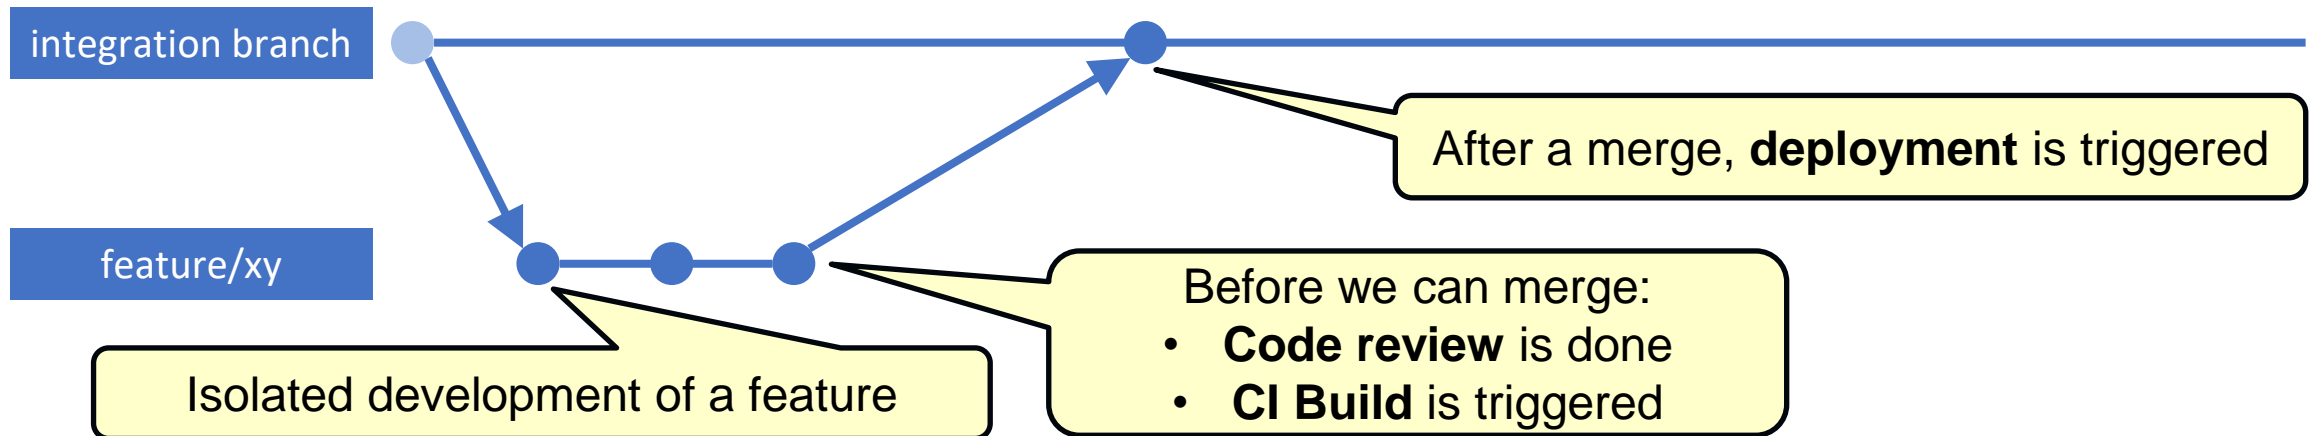 integration branch
After a merge, deployment is triggered
feature/xy
Before we can merge:
• Code review is done
• CI Build is triggered
Isolated development of a feature